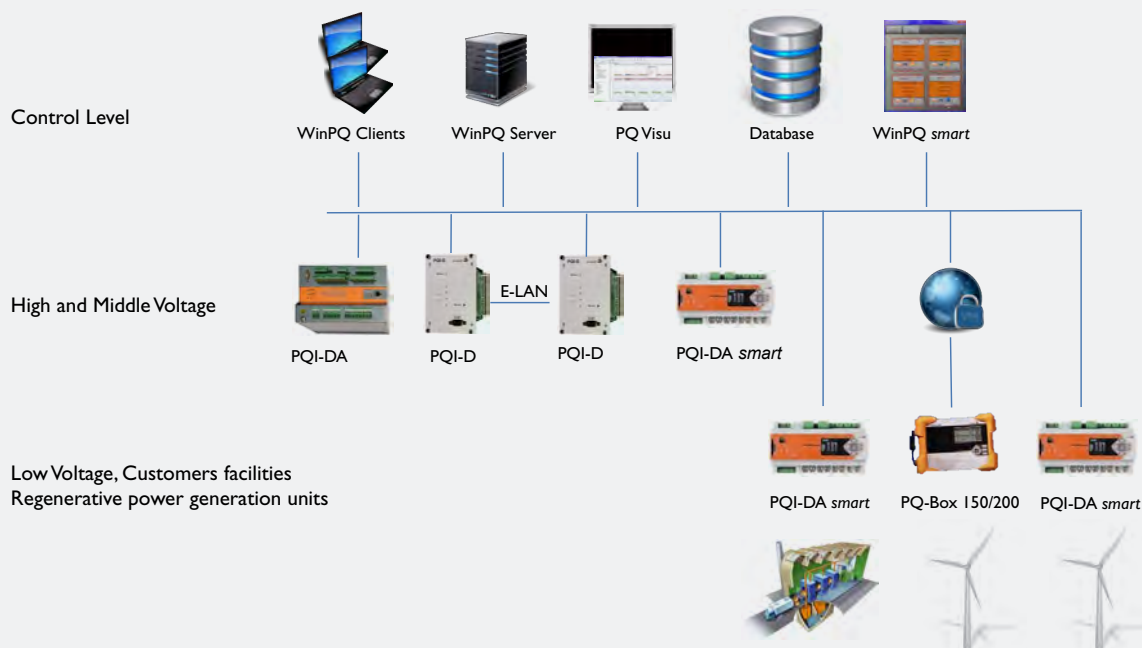 Control Level
WinPQ Clients
WinPQ Server
PQ Visu
Database
WinPQ smart
High and Middle Voltage
E-LAN
PQI-DA
PQI-D
PQI-D
PQI-DA smart
Low Voltage, Customers facilities
Regenerative power generation units
PQI-DA smart
PQ-Box 150/200
PQI-DA smart